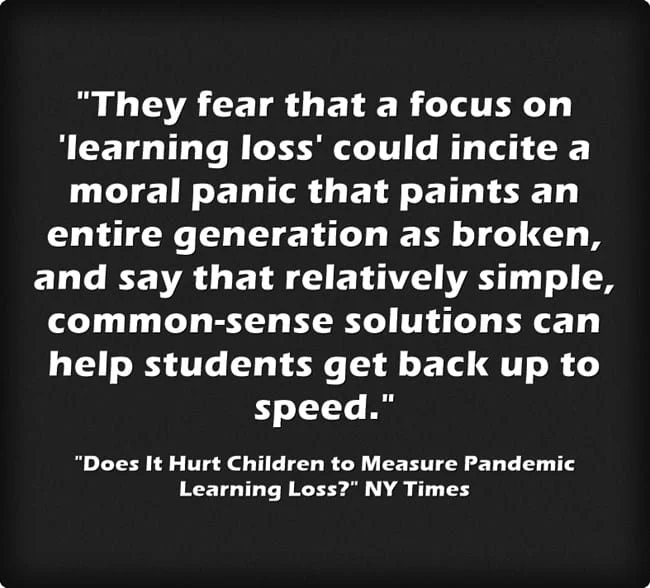 "They fear that a focus on
'learning loss' could incite a
moral panic that paints an
entire generation as broken,
and say that relatively simple,
common-sense solutions can
help students get back up to
speed."
"Does It Hurt Children to Measure Pandemic
Learning Loss?" NY Times